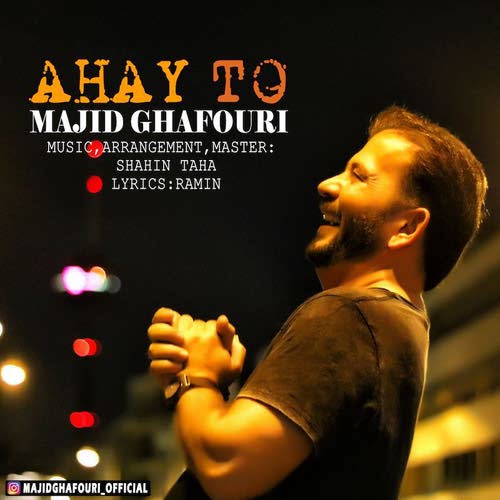 AHAY TO
MAJID GHAFOURI
MUSIC,ARRANGEMENT,MASTER:
SHAHIN TAHA
LYRICS:RAMIN
MAJIDGHAFOURI_OFFICIAL